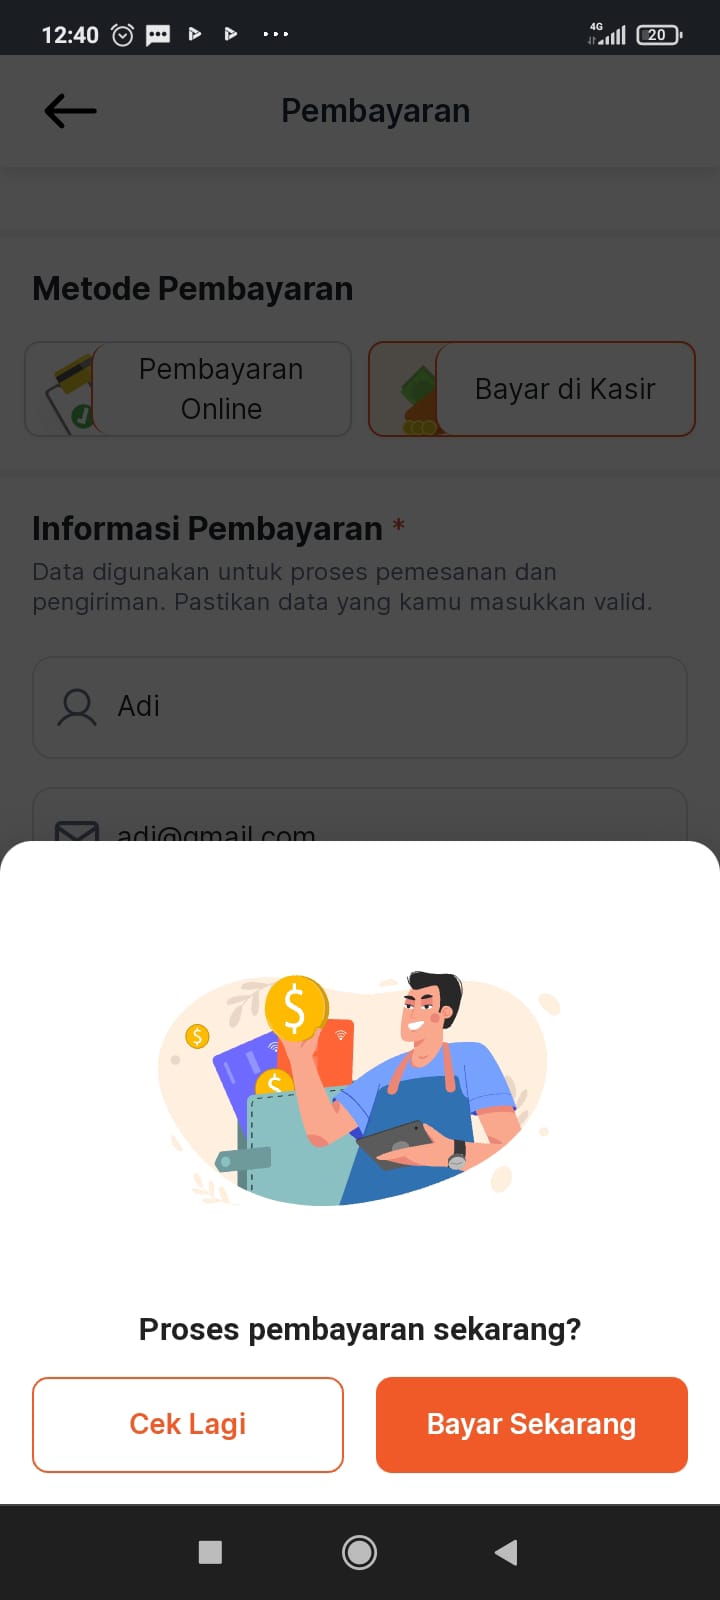 12:40
4G
20
Pembayaran
Metode Pembayaran
Pembayaran
Online
Bayar di Kasir
Informasi Pembayaran *
Data digunakan untuk proses pemesanan dan
pengiriman. Pastikan data yang kamu masukkan valid.
Adi
adi@gmail.com
$
$
$
Proses pembayaran sekarang?
Cek Lagi
Bayar Sekarang